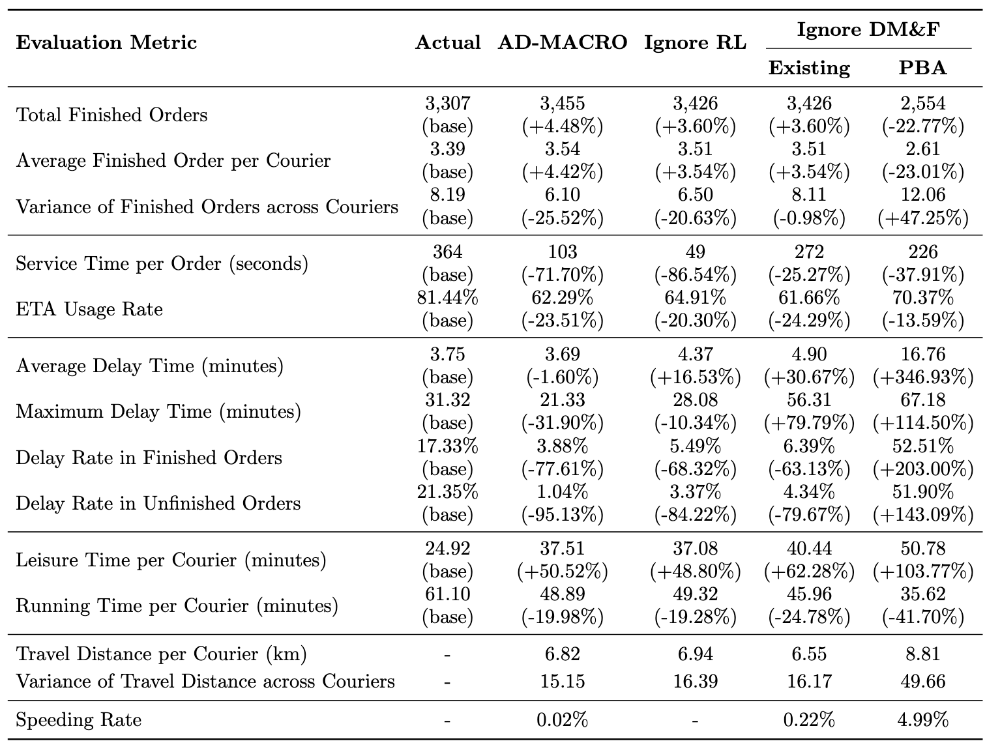 Evaluation Metric Actual AD-MACRO Ignore RL Ignore DM&F
Existing PBA
Total Finished Orders 3,307 3,455 3,426 3,426 2,554
(base) (+4.48%) (+3.60%) (+3.60%) (-22.77%)
Average Finished Order per Courier 3.39 3.54 3.51 3.51 2.61
(base) (+4.42%) (+3.54%) (+3.54%) (-23.01%)
Variance of Finished Orders across Couriers 8.19 6.10 6.50 8.11 12.06
(base) (-25.52%) (-20.63%) (-0.98%) (+47.25%)
Service Time per Order (seconds) 364 103 49 272 226
(base) (-71.70%) (-86.54%) (-25.27%) (-37.91%)
ETA Usage Rate 81.44% 62.29% 64.91% 61.66% 70.37%
(base) (-23.51%) (-20.30%) (-24.29%) (-13.59%)
Average Delay Time (minutes) 3.75 3.69 4.37 4.90 16.76
(base) (-1.60%) (+16.53%) (+30.67%) (+346.93%)
Maximum Delay Time (minutes) 31.32 21.33 28.08 56.31 67.18
(base) (-31.90%) (-10.34%) (+79.79%) (+114.50%)
Delay Rate in Finished Orders 17.33% 3.88% 5.49% 6.39% 52.51%
(base) (-77.61%) (-68.32%) (-63.13%) (+203.00%)
Delay Rate in Unfinished Orders 21.35% 1.04% 3.37% 4.34% 51.90%
(base) (-95.13%) (-84.22%) (-79.67%) (+143.09%)
Leisure Time per Courier (minutes) 24.92 37.51 37.08 40.44 50.78
(base) (+50.52%) (+48.80%) (+62.28%) (+103.77%)
Running Time per Courier (minutes) 61.10 48.89 49.32 45.96 35.62
(base) (-19.98%) (-19.28%) (-24.78%) (-41.70%)
Travel Distance per Courier (km) - 6.82 6.94 6.55 8.81
Variance of Travel Distance across Couriers - 15.15 16.39 16.17 49.66
Speeding Rate - 0.02% - 0.22% 4.99%